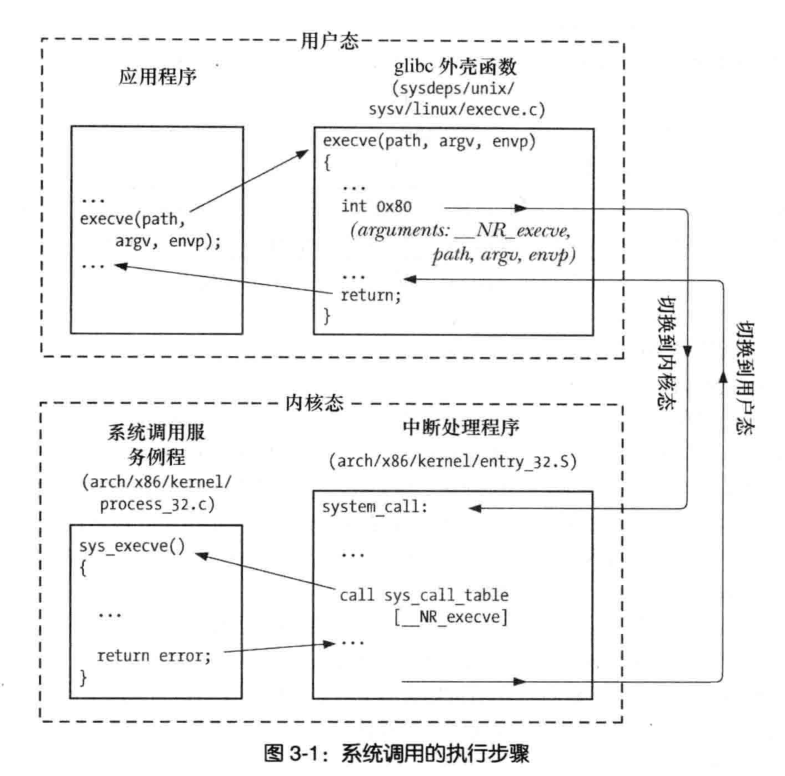 用户态
应用程序
glibc 外壳函数
(sysdeps/unix/
sysv/linux/execve.c)
...
execve(path,
argv, envp);
...
execve(path, argv, envp)
{
...
int 0x80
(arguments: __NR_execve,
path, argv, envp)
...
return;
}
切换到内核态
切换到用户态
内核态
系统调用服
务例程
(arch/x86/kernel/
process_32.c)
中断处理程序
(arch/x86/kernel/entry_32.S)
sys_execve()
{
...
return error;
}
system_call:
...
call sys_call_table
[__NR_execve]
...
图 3-1：系统调用的执行步骤